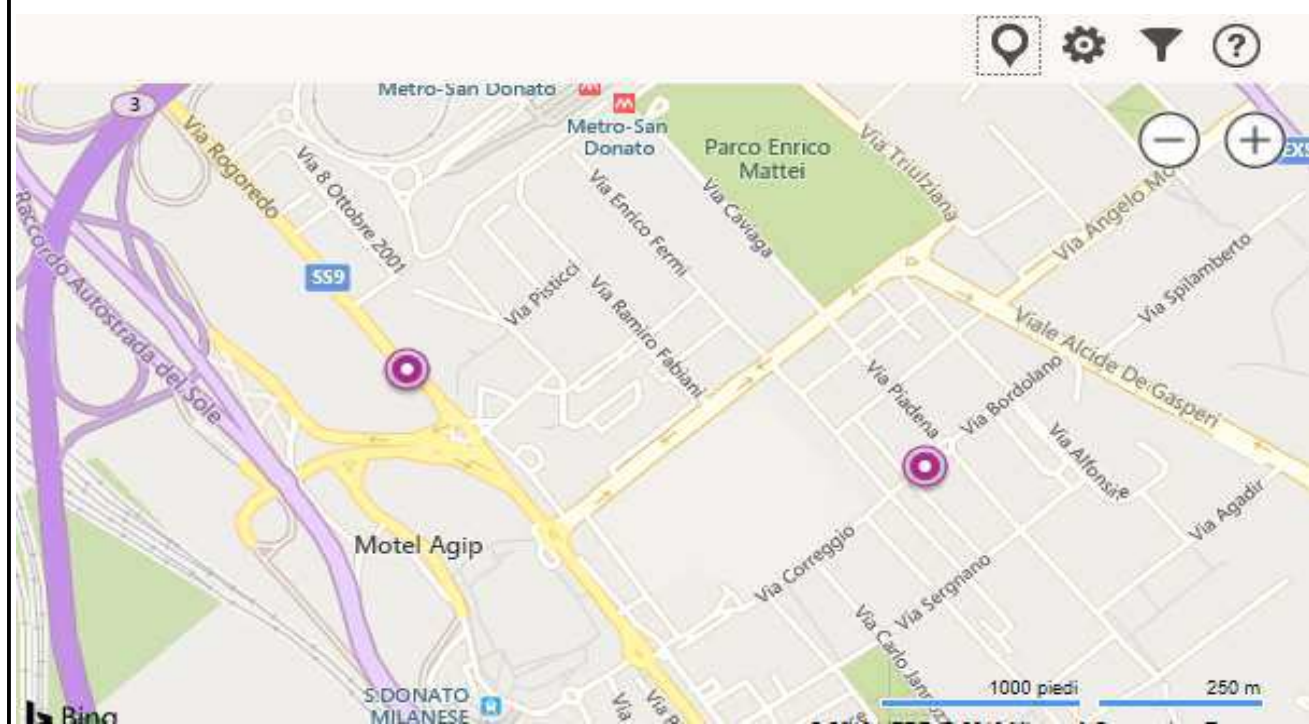 ?
Metro-San Donato
Metro-San
Donato
Parco Enrico
Mattei
3
Via Rogoredo
Via 8 Ottobre 2001
Via Enrico Fermi
Via Caviaga
Via Triulziana
Via Angelo
Via Spilamberto
Raccordo Autostrada del Sole
SS9
Via Pisticci
Via Ramiro Fabiani
Viale Alcide De Gasperi
Via Piadena
Via Bordolano
Via Alfonsine
Via Agadir
Motel Agip
Via Correggio
Via Sergnano
Via Carlo
1000 piedi
250 m
S.DONATO
MILANESE
Via
Via
Bing